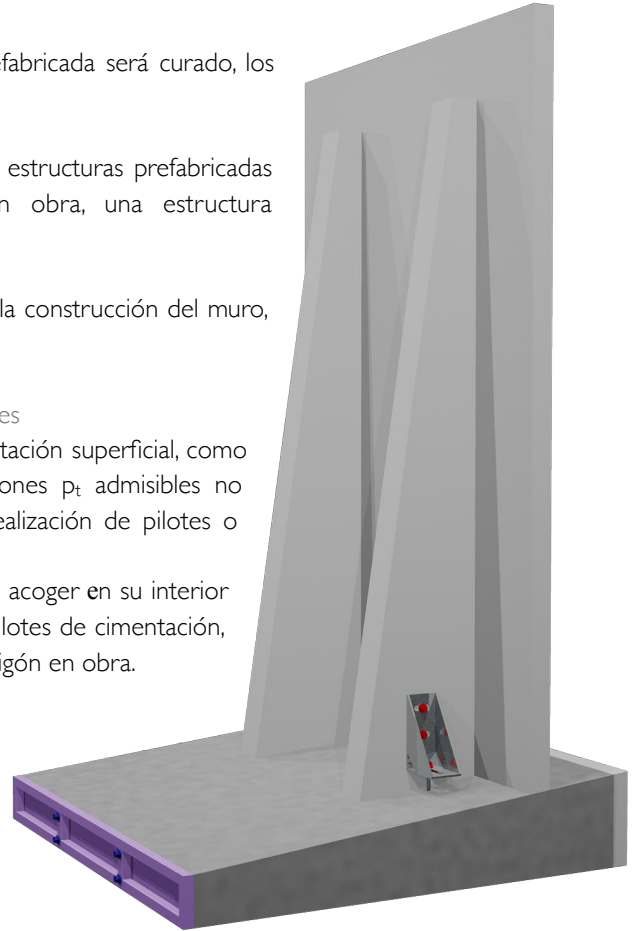 efabricada será curado, los
estructuras prefabricadas
n obra, una estructura
la construcción del muro,
es
tación superficial, como
ones pt admisibles no
ealización de pilotes o
acoger en su interior
lotes de cimentación,
igón en obra.